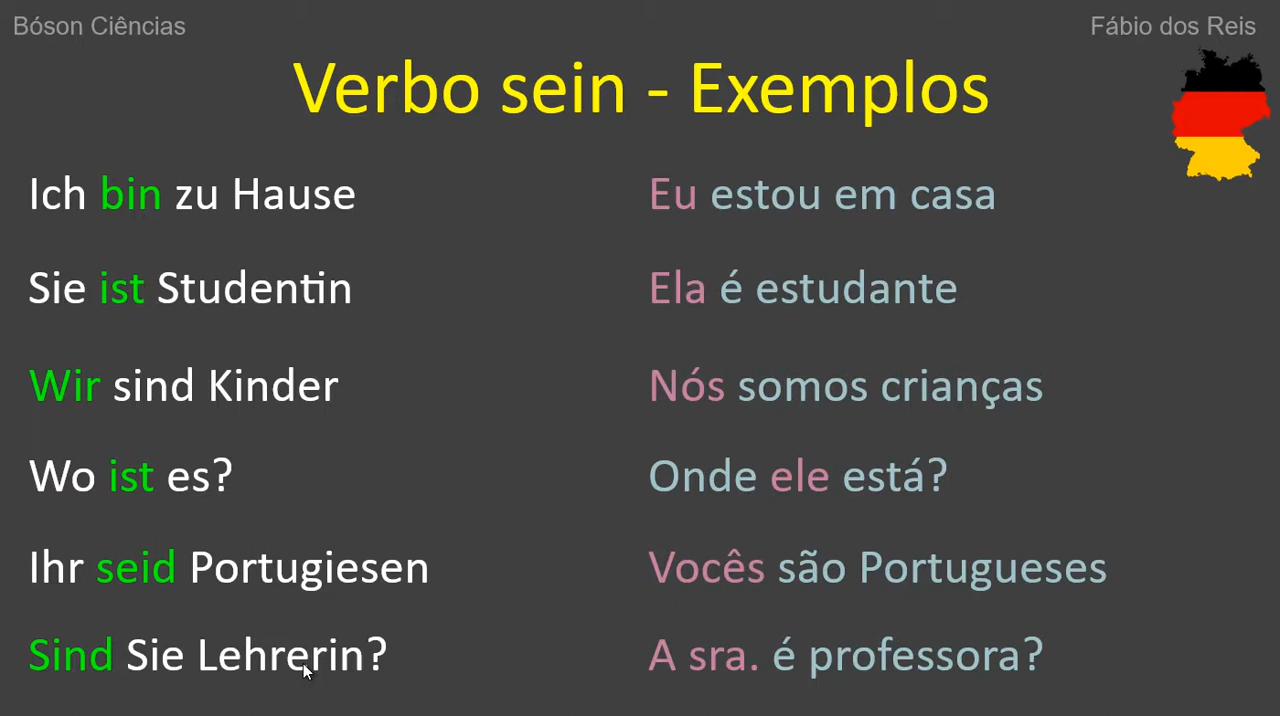 Bóson Ciências
Fábio dos Reis
Verbo sein - Exemplos
Ich bin zu Hause
Eu estou em casa
Sie ist Studentin
Ela é estudante
Wir sind Kinder
Nós somos crianças
Wo ist es?
Onde ele está?
Ihr seid Portugiesen
Vocês são Portugueses
Sind Sie Lehrerin?
A sra. é professora?